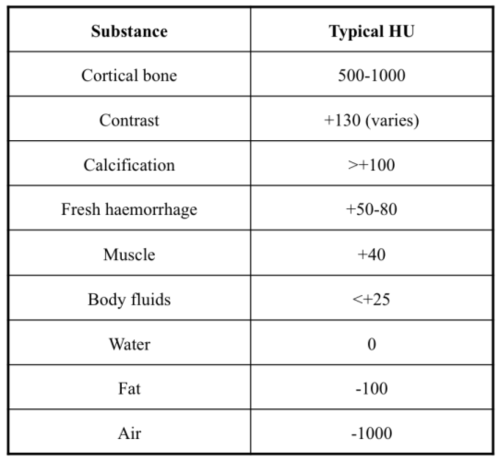 Substance Typical HU
Cortical bone 500-1000
Contrast +130 (varies)
Calcification >+100
Fresh haemorrhage +50-80
Muscle +40
Body fluids <+25
Water 0
Fat -100
Air -1000